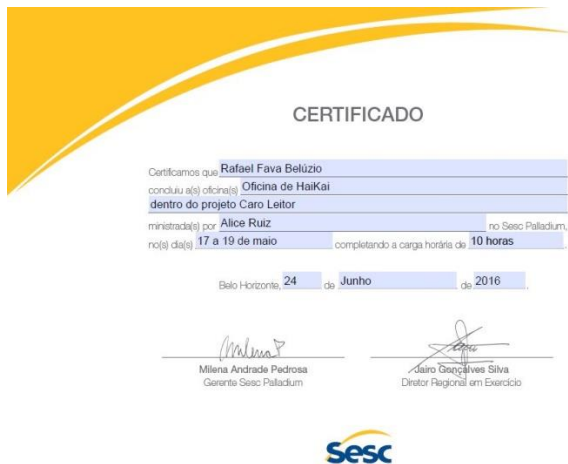 CERTIFICADO
Certificamos que Rafael Fava Belúzio
concluiu a(s) oficina(s) Oficina de HaiKai
dentro do projeto Caro Leitor
ministrada(s) por Alice Ruiz no Sesc Palladium,
no(s) dia(s) 17 a 19 de maio completando a carga horária de 10 horas .
Belo Horizonte, 24 de Junho de 2016 .
Milena Andrade Pedrosa Jairo Gonçalves Silva
Gerente Sesc Palladium Diretor Regional em Exercício
Sesc